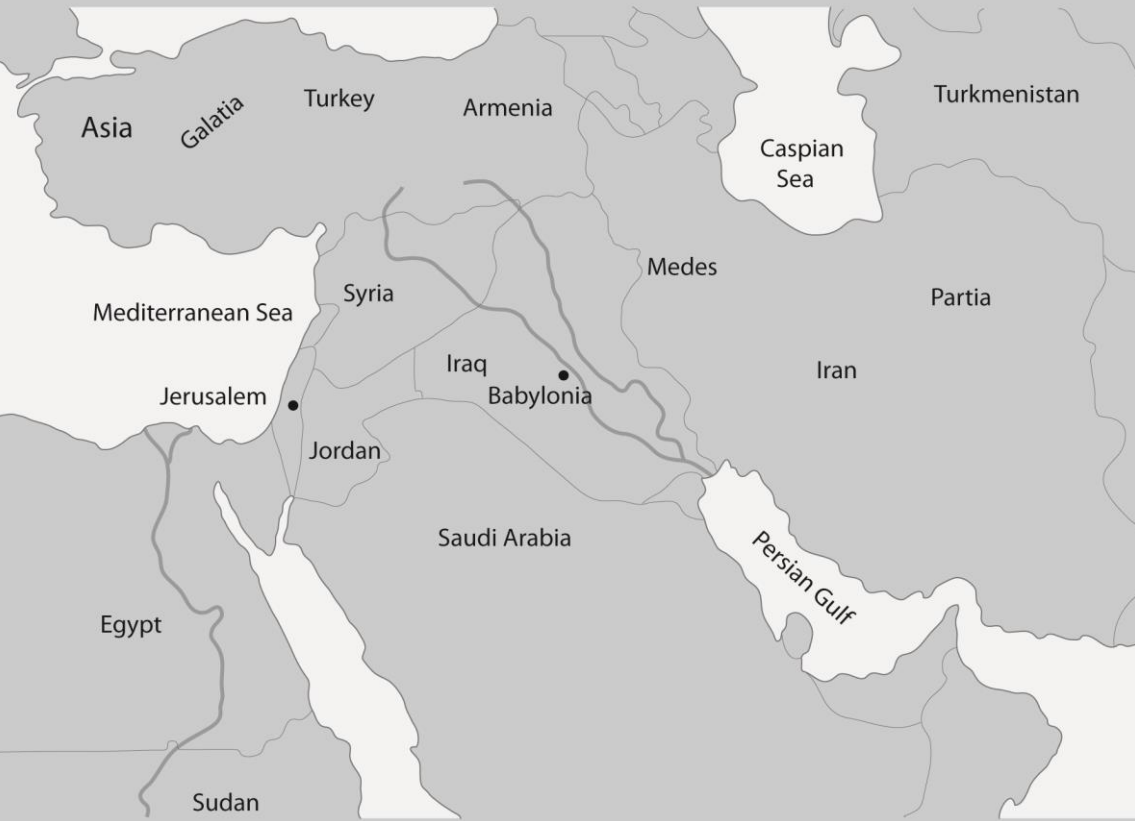 Turkey
Turkmenistan
Armenia
Asia
Galatia
Caspian
Sea
Medes
Syria
Partia
Mediterranean Sea
Iraq
Iran
Babylonia
Jerusalem
Jordan
Saudi Arabia
Persian Gulf
Egypt
Sudan